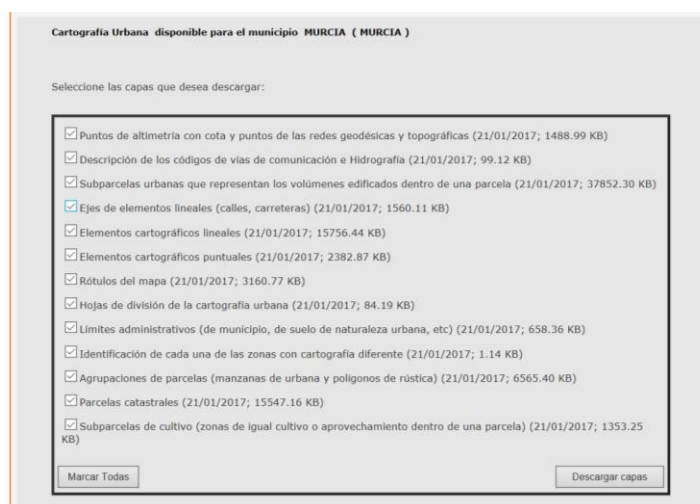 Cartografía Urbana disponible para el municipio MURCIA ( MURCIA )
Seleccione las capas que desea descargar:
Puntos de altimetría con cota y puntos de las redes geodésicas y topográficas (21/01/2017; 1488.99 KB)
Descripción de los códigos de vías de comunicación e Hidrografía (21/01/2017; 99.12 KB)
Subparcelas urbanas que representan los volúmenes edificados dentro de una parcela (21/01/2017; 37852.30 KB)
Ejes de elementos lineales (calles, carreteras) (21/01/2017; 1560.11 KB)
Elementos cartográficos lineales (21/01/2017; 15756.44 KB)
Elementos cartográficos puntuales (21/01/2017; 2382.87 KB)
Rótulos del mapa (21/01/2017; 3160.77 KB)
Hojas de división de la cartografía urbana (21/01/2017; 84.19 KB)
Límites administrativos (de municipio, de suelo de naturaleza urbana, etc) (21/01/2017; 658.36 KB)
Identificación de cada una de las zonas con cartografía diferente (21/01/2017; 1.14 KB)
Agrupaciones de parcelas (manzanas de urbana y polígonos de rústica) (21/01/2017; 6565.40 KB)
Parcelas catastrales (21/01/2017; 15547.16 KB)
Subparcelas de cultivo (zonas de igual cultivo o aprovechamiento dentro de una parcela) (21/01/2017; 1353.25
KB)
Marcar Todas
Descargar capas